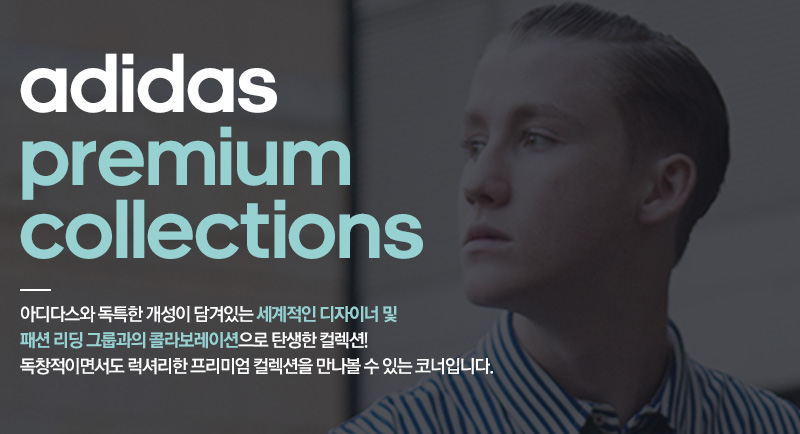 adidas
premium
collections
아디다스와 독특한 개성이 담겨있는 세계적인 디자이너 및
패션 리딩 그룹과의 콜라보레이션으로 탄생한 컬렉션!
독창적이면서도 럭셔리한 프리미엄 컬렉션을 만나볼 수 있는 코너입니다.